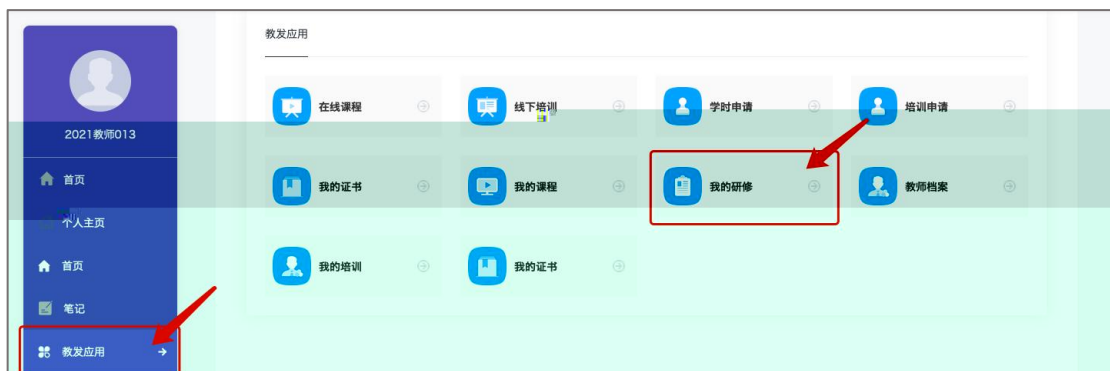 教发应用
2021教师013
首页
个人主页
首页
笔记
教发应用
在线课程
线下培训
学时申请
培训申请
我的证书
我的课程
我的研修
教师档案
我的培训
我的证书